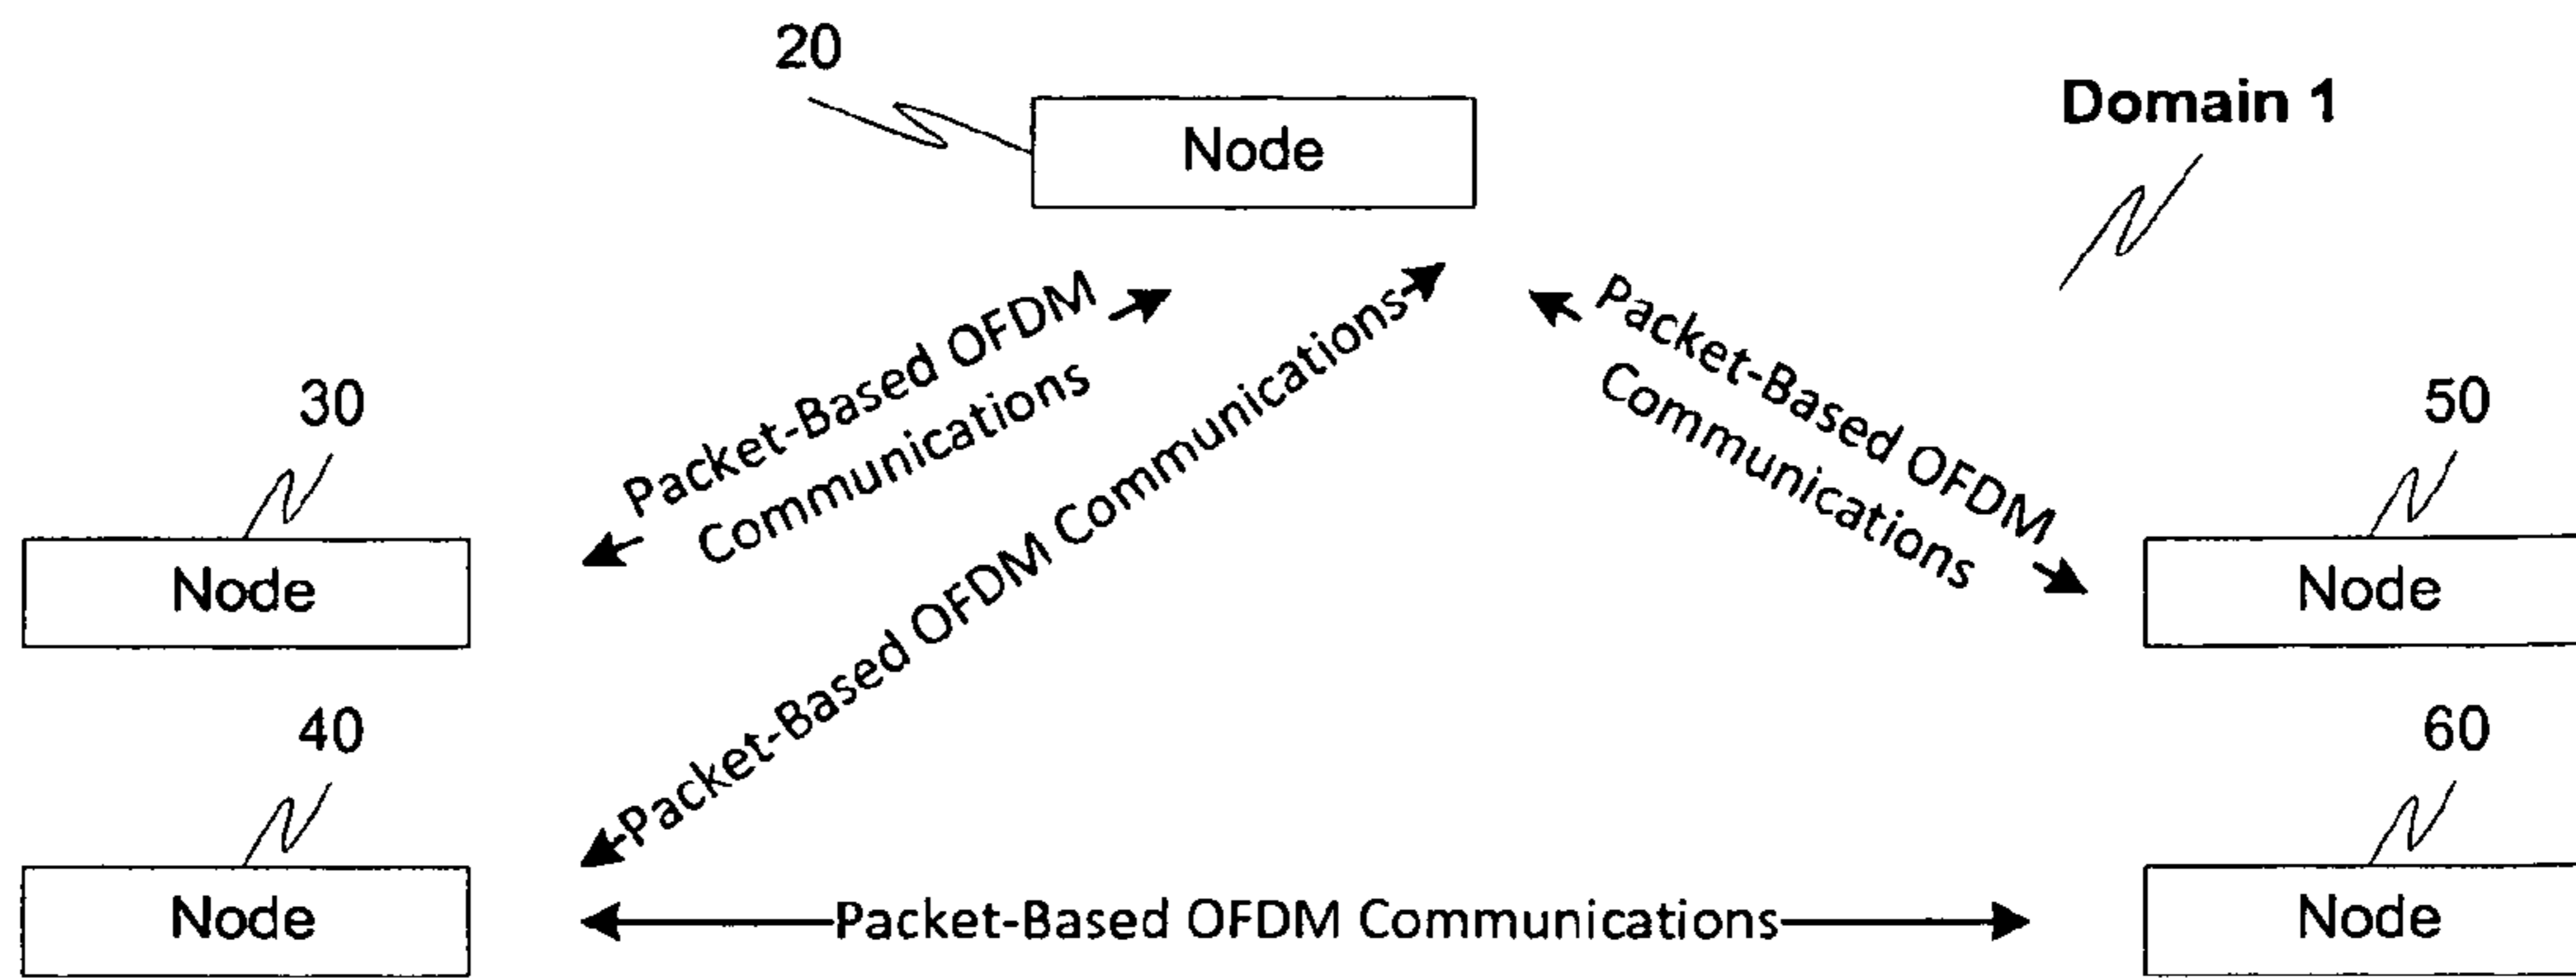 20
Domain 1
Node
Packet-Based OFDM
Communications
Packet-Based OFDM Communications
Packet-Based OFDM
Communications
30
Node
50
Node
40
Node
60
Node
Packet-Based OFDM Communications